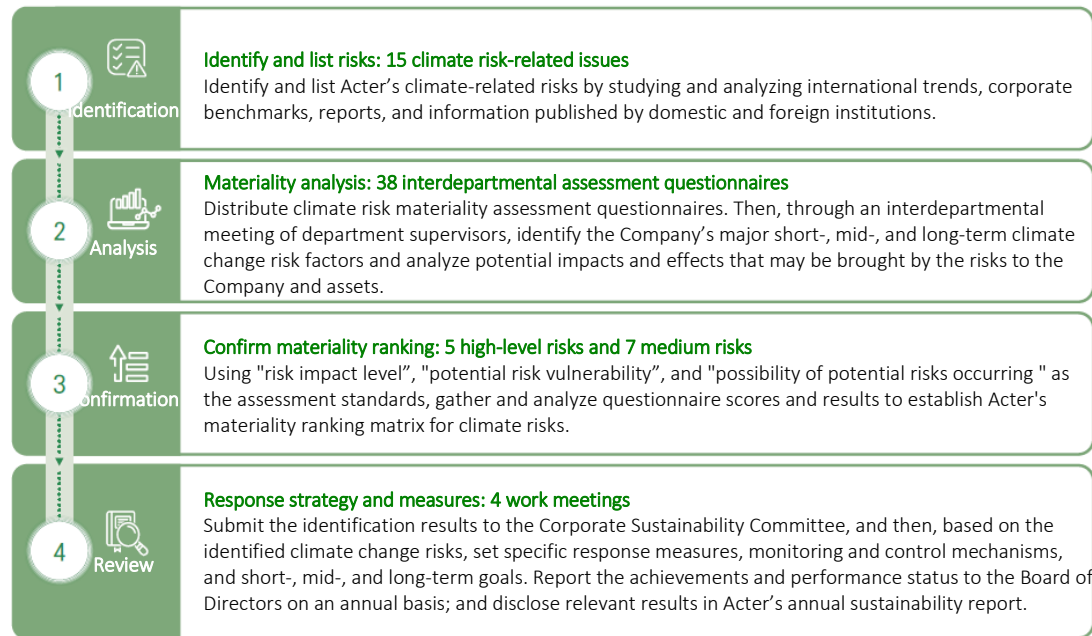 1
Identification
Identify and list risks: 15 climate risk-related issues
Identify and list Acter’s climate-related risks by studying and analyzing international trends, corporate
benchmarks, reports, and information published by domestic and foreign institutions.
2
Analysis
Materiality analysis: 38 interdepartmental assessment questionnaires
Distribute climate risk materiality assessment questionnaires. Then, through an interdepartmental
meeting of department supervisors, identify the Company’s major short-, mid-, and long-term climate
change risk factors and analyze potential impacts and effects that may be brought by the risks to the
Company and assets.
3
onfirmation
Confirm materiality ranking: 5 high-level risks and 7 medium risks
Using "risk impact level”, "potential risk vulnerability”, and "possibility of potential risks occurring " as
the assessment standards, gather and analyze questionnaire scores and results to establish Acter's
materiality ranking matrix for climate risks.
4
Review
Response strategy and measures: 4 work meetings
Submit the identification results to the Corporate Sustainability Committee, and then, based on the
identified climate change risks, set specific response measures, monitoring and control mechanisms,
and short-, mid-, and long-term goals. Report the achievements and performance status to the Board of
Directors on an annual basis; and disclose relevant results in Acter’s annual sustainability report.